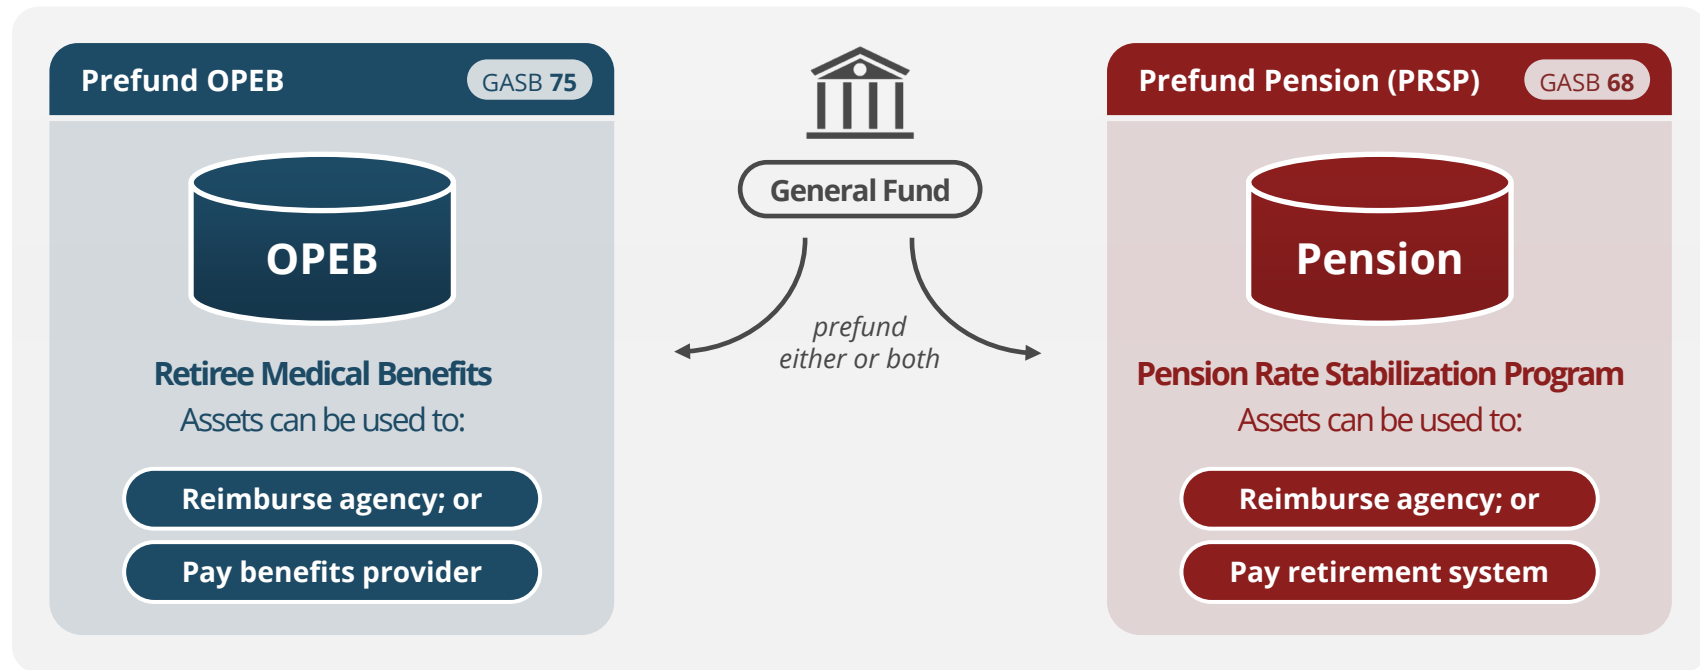 Prefund OPEB
GASB 75
OPEB
Retiree Medical Benefits
Assets can be used to:
Reimburse agency; or
Pay benefits provider
General Fund
prefund
either or both
Prefund Pension (PRSP)
GASB 68
Pension
Pension Rate Stabilization Program
Assets can be used to:
Reimburse agency; or
Pay retirement system